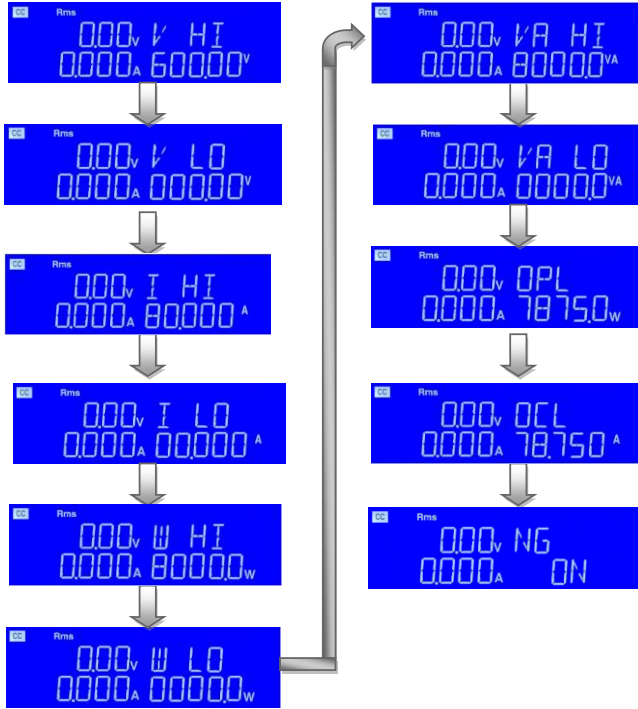 CC Rms
0.00V V HI
0.000A 600.00V
CC Rms
0.00V V LO
0.000A 000.00V
CC Rms
0.00V I HI
0.000A 80.000 A
CC Rms
0.00V I LO
0.000A 00.000 A
CC Rms
0.00V W HI
0.000A 8000.0W
CC Rms
0.00V W LO
0.000A 0000.0W
CC Rms
0.00V VA HI
0.000A 8000.0VA
CC Rms
0.00V VA LO
0.000A 0000.0VA
CC Rms
0.00V OPL
0.000A 7875.0W
CC Rms
0.00V OCL
0.000A 78.750 A
CC Rms
0.00V NG
0.000A ON